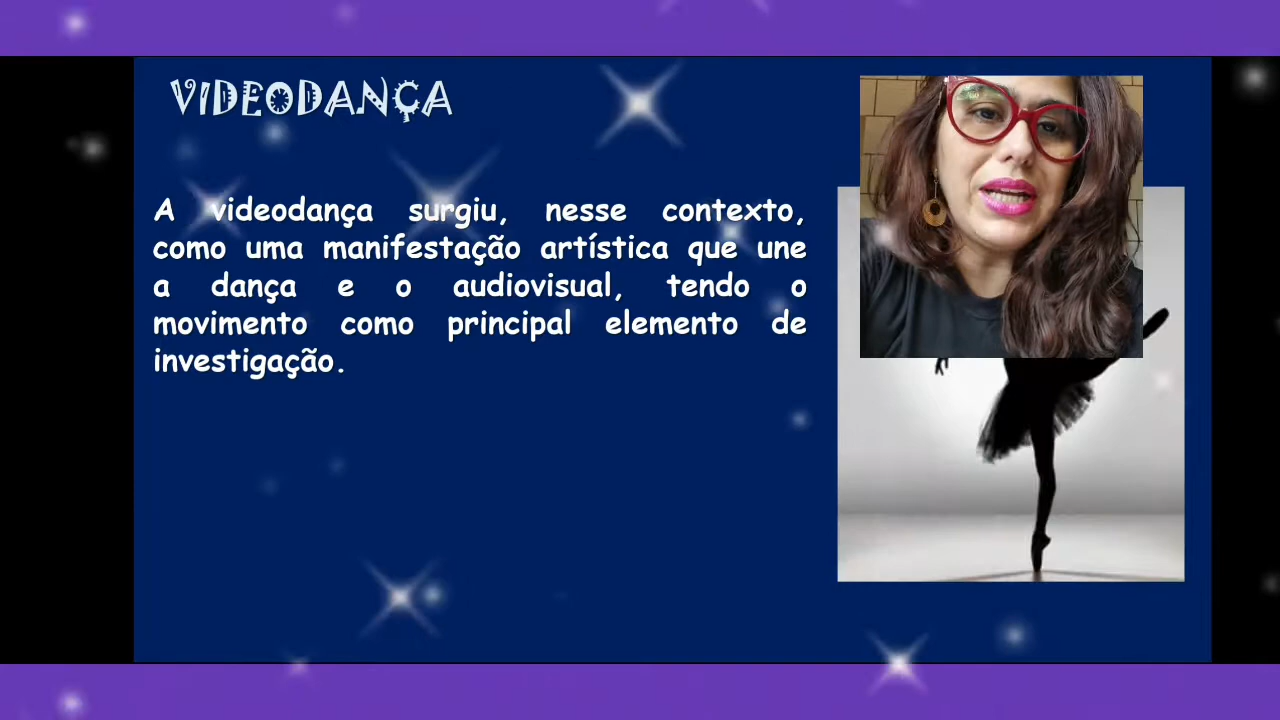 VIDEODANÇA
A videodança surgiu, nesse contexto,
como uma manifestação artística que une
a dança e o audiovisual, tendo o
movimento como principal elemento de
investigação.